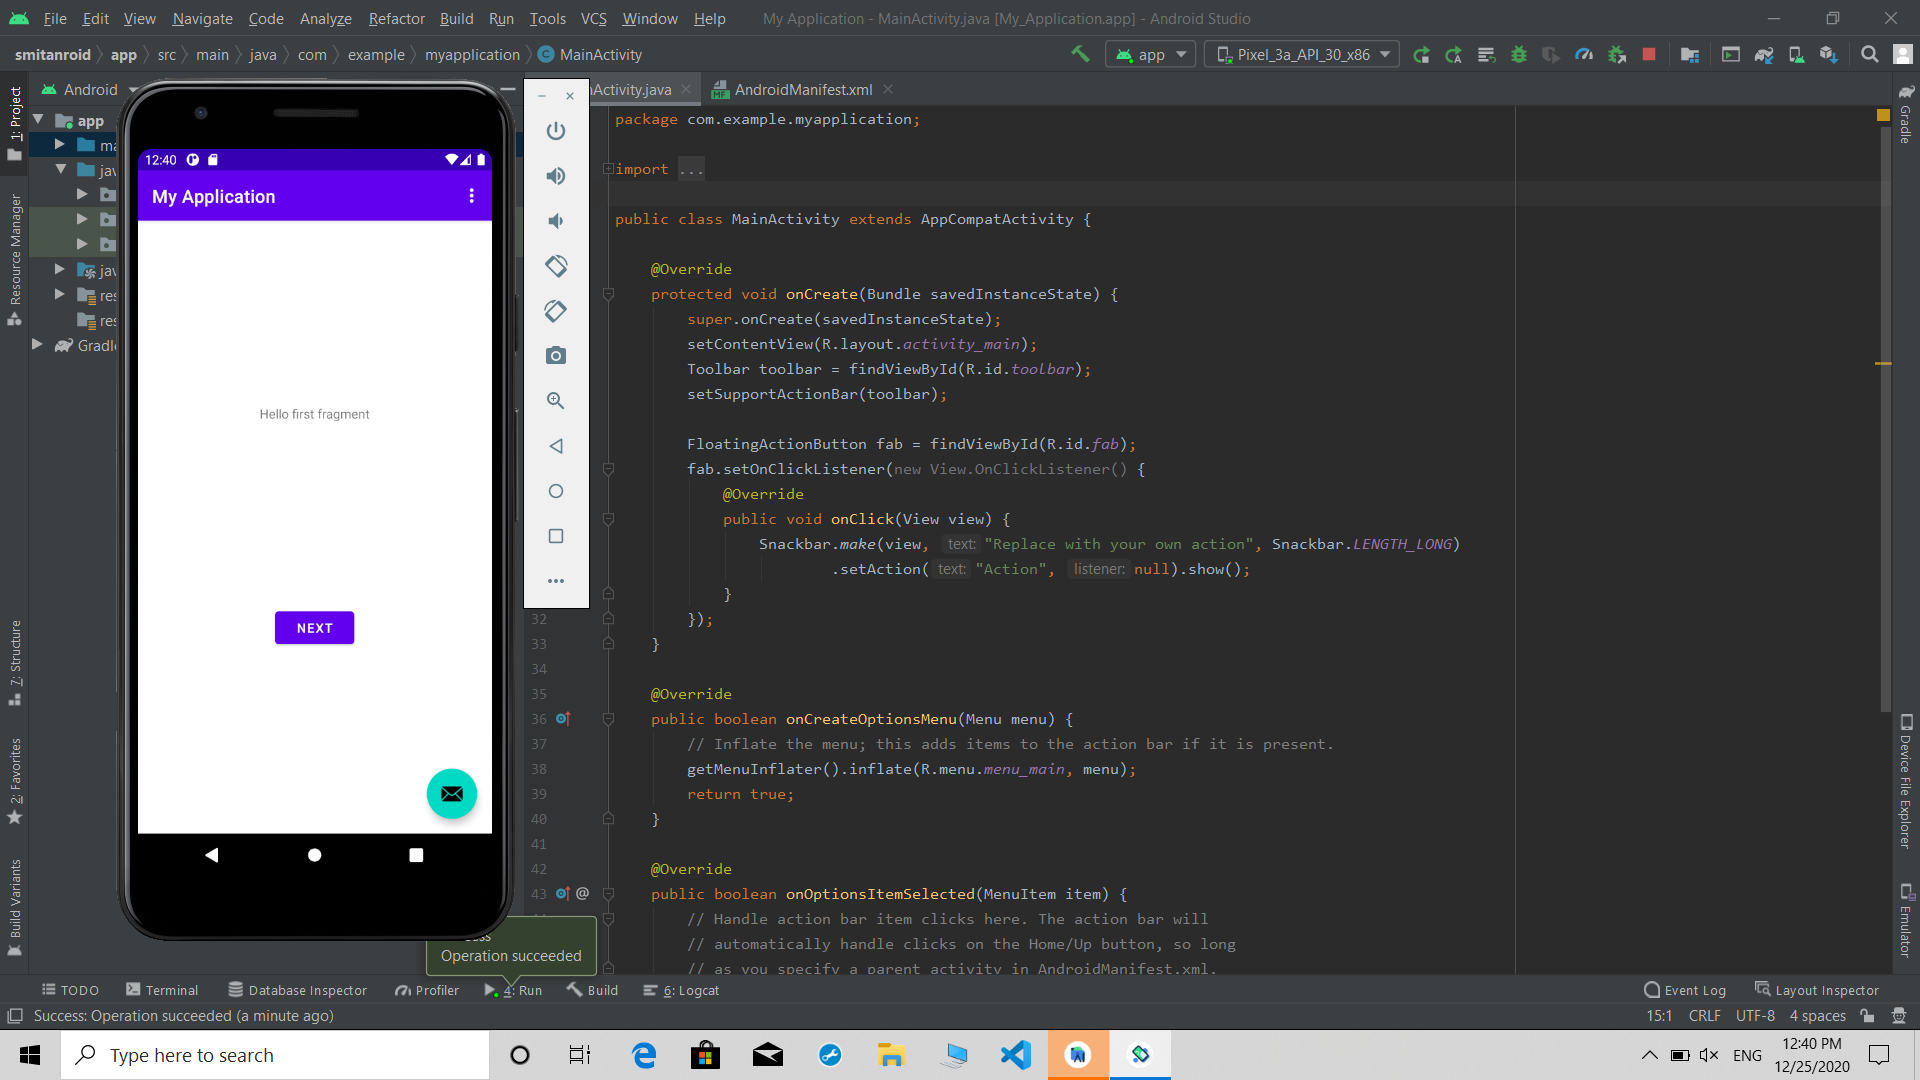 File Edit View Navigate Code Analyze Refactor Build Run Tools VCS Window Help My Application - MainActivity.java [My_Application.app] - Android Studio
smitanroid app src main java com example myapplication MainActivity
app Pixel_3a_API_30_x86
Android
nActivity.java AndroidManifest.xml
1: Project
Resource Manager
7: Structure
2: Favorites
Build Variants
app
ma
jav
jav
res
res
Gradle
12:40
My Application
Hello first fragment
NEXT
package com.example.myapplication;
import ...
public class MainActivity extends AppCompatActivity {
@Override
protected void onCreate(Bundle savedInstanceState) {
super.onCreate(savedInstanceState);
setContentView(R.layout.activity_main);
Toolbar toolbar = findViewById(R.id.toolbar);
setSupportActionBar(toolbar);
FloatingActionButton fab = findViewById(R.id.fab);
fab.setOnClickListener(new View.OnClickListener() {
@Override
public void onClick(View view) {
Snackbar.make(view, text: "Replace with your own action", Snackbar.LENGTH_LONG)
.setAction( text: "Action", listener: null).show();
}
32 });
33 }
34
35 @Override
36 public boolean onCreateOptionsMenu(Menu menu) {
37 // Inflate the menu; this adds items to the action bar if it is present.
38 getMenuInflater().inflate(R.menu.menu_main, menu);
39 return true;
40 }
41
42 @Override
43 @ public boolean onOptionsItemSelected(MenuItem item) {
// Handle action bar item clicks here. The action bar will
// automatically handle clicks on the Home/Up button, so long
// as you specify a parent activity in AndroidManifest.xml.
Gradle
Device File Explorer
Emulator
Operation succeeded
TODO Terminal Database Inspector Profiler 4: Run Build 6: Logcat Event Log Layout Inspector
Success: Operation succeeded (a minute ago) 15:1 CRLF UTF-8 4 spaces
Type here to search
ENG
12:40 PM
12/25/2020